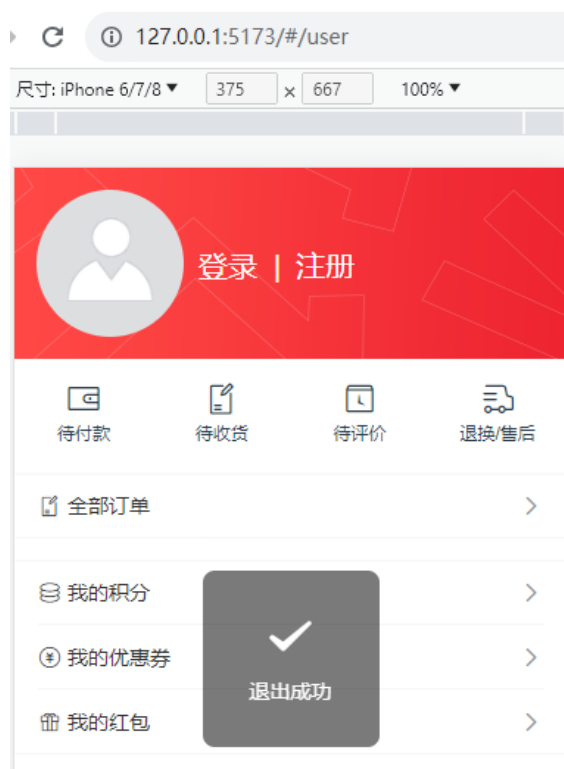 127.0.0.1:5173/#/user
尺寸: iPhone 6/7/8 ▼ 375 x 667 100% ▼
登录 | 注册
待付款 待收货 待评价 退换/售后
全部订单
我的积分
我的优惠券
退出成功
我的红包